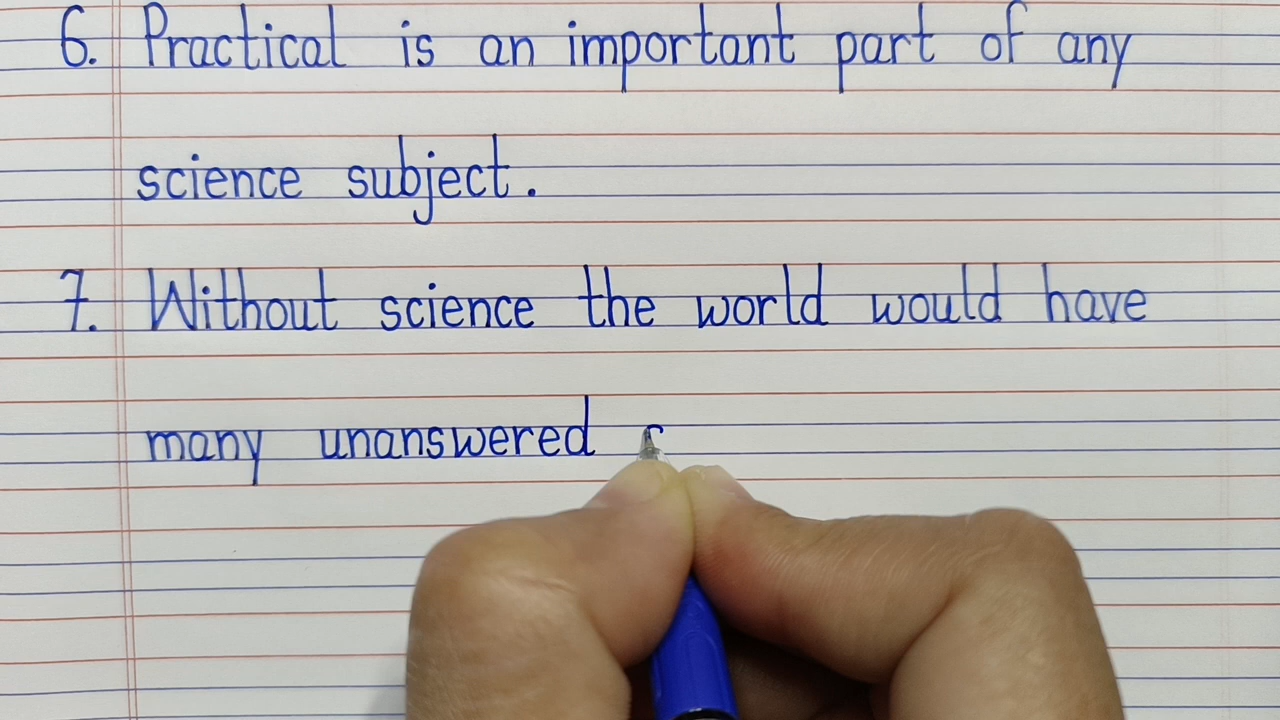 6. Practical is an important part of any
science subject.
7. Without science the world would have
many unanswered